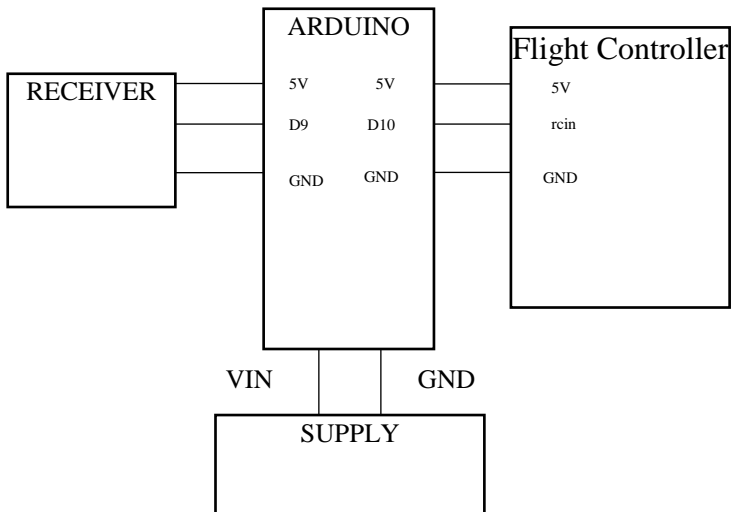 ARDUINO
Flight Controller
RECEIVER
5V 5V
5V
D9 D10
rcin
GND GND
GND
VIN GND
SUPPLY